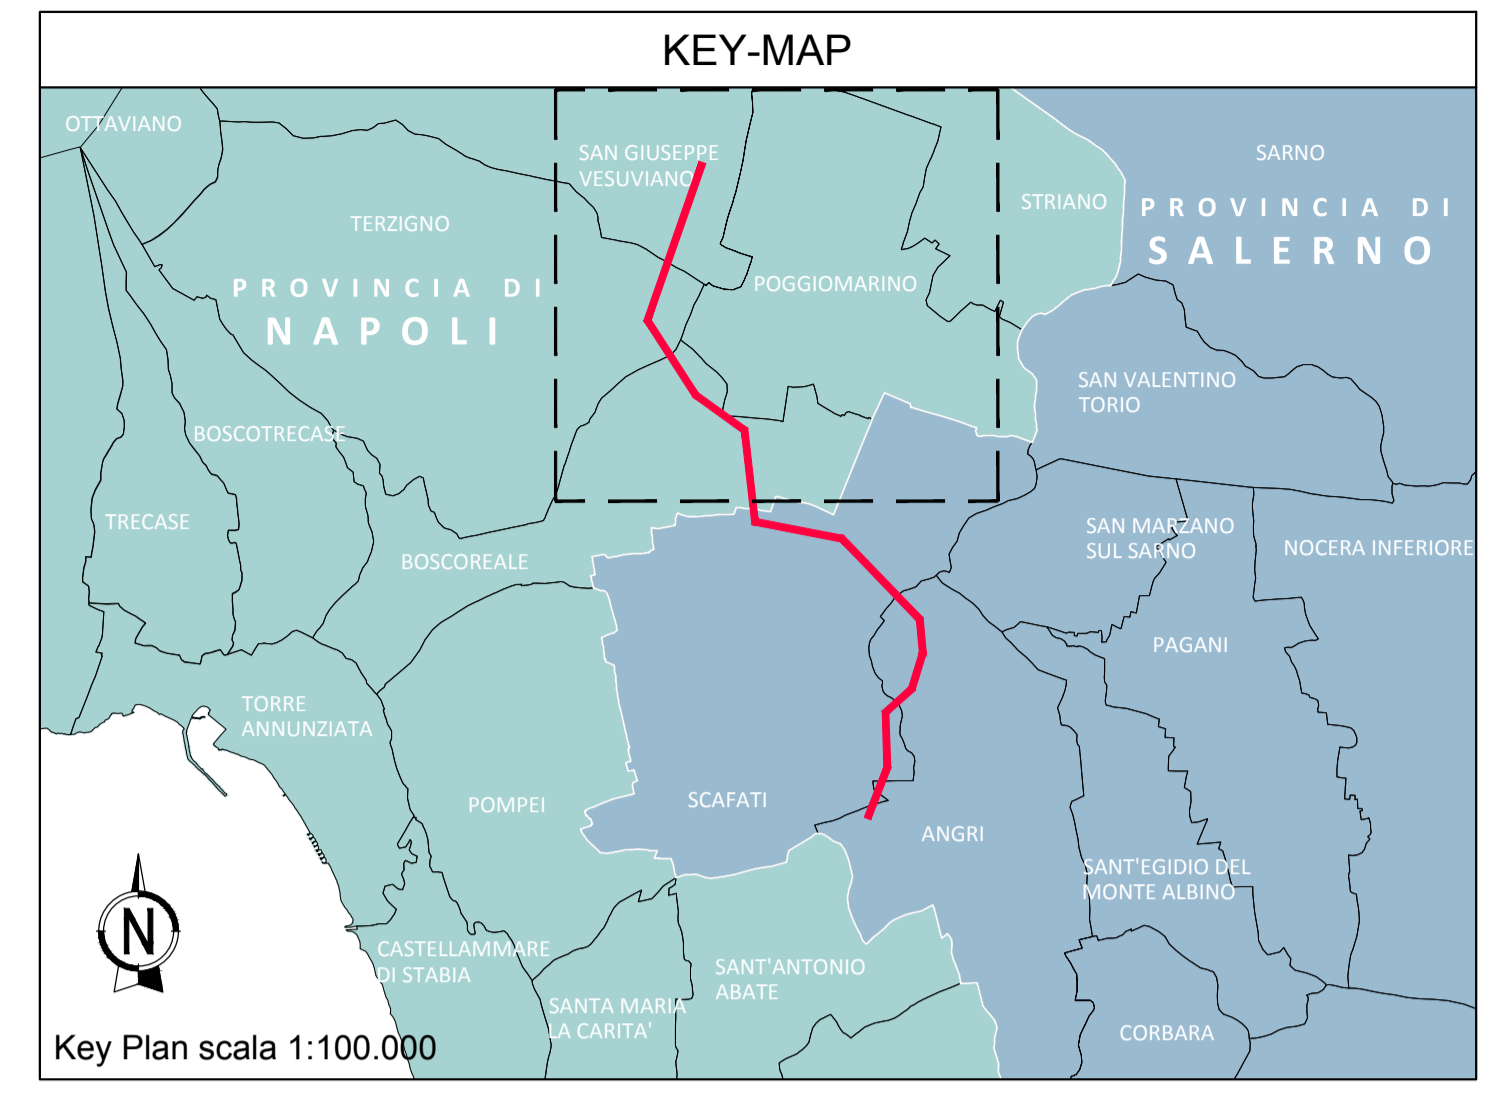 KEY-MAP
OTTAVIANO
SAN GIUSEPPE
VESUVIANO
SARNO
STRIANO
PROVINCIA DI
SALERNO
TERZIGNO
PROVINCIA DI
NAPOLI
POGGIOMARINO
SAN VALENTINO
TORIO
BOSCOTRECASE
TRECASE
SAN MARZANO
SUL SARNO
NOCERA INFERIORE
BOSCOREALE
PAGANI
TORRE
ANNUNZIATA
POMPEI
SCAFATI
ANGRI
SANT'EGIDIO DEL
MONTE ALBINO
N
CASTELLAMMARE
DI STABIA
SANT'ANTONIO
ABATE
SANTA MARIA
LA CARITA'
CORBARA
Key Plan scala 1:100.000